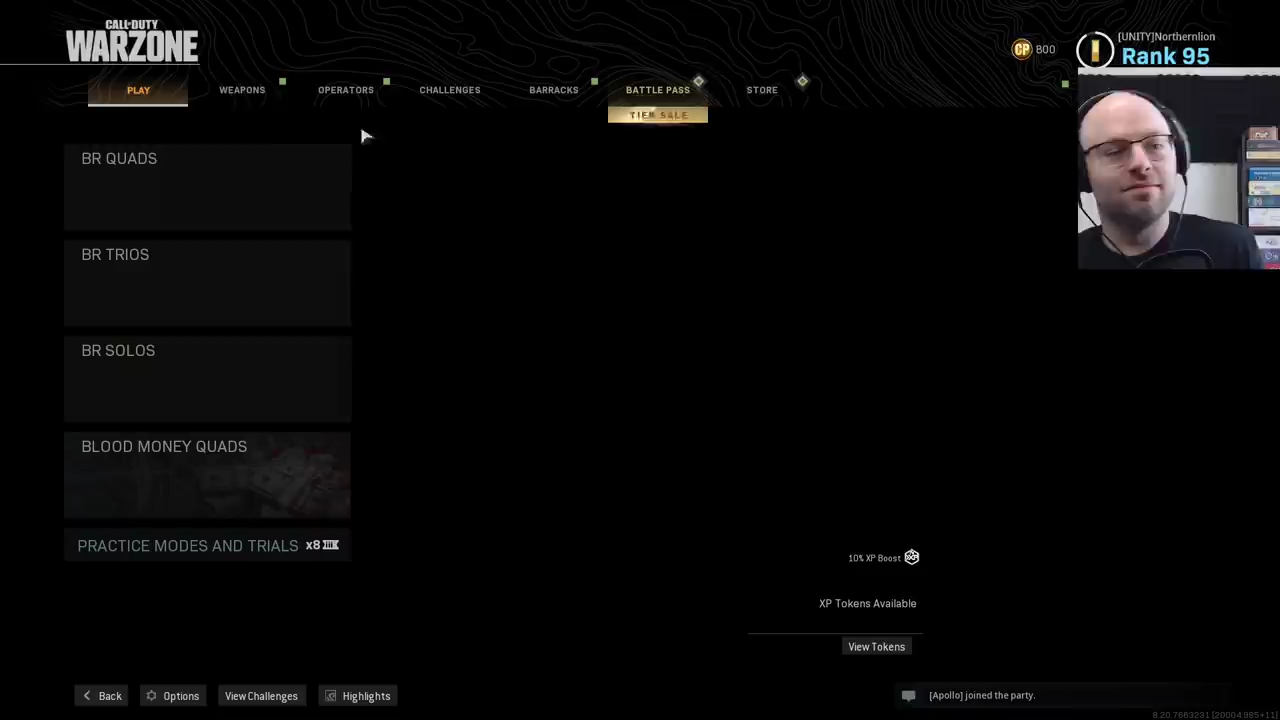 CALL OF DUTY
WARZONE
CP 800
[UNITY]Northernlion
Rank 95
PLAY
WEAPONS
OPERATORS
CHALLENGES
BARRACKS
BATTLE PASS
STORE
TIER SALE
BR QUADS
BR TRIOS
BR SOLOS
BLOOD MONEY QUADS
PRACTICE MODES AND TRIALS x8
10% XP Boost
XP Tokens Available
View Tokens
Back
Options
View Challenges
Highlights
[Apollo] joined the party.